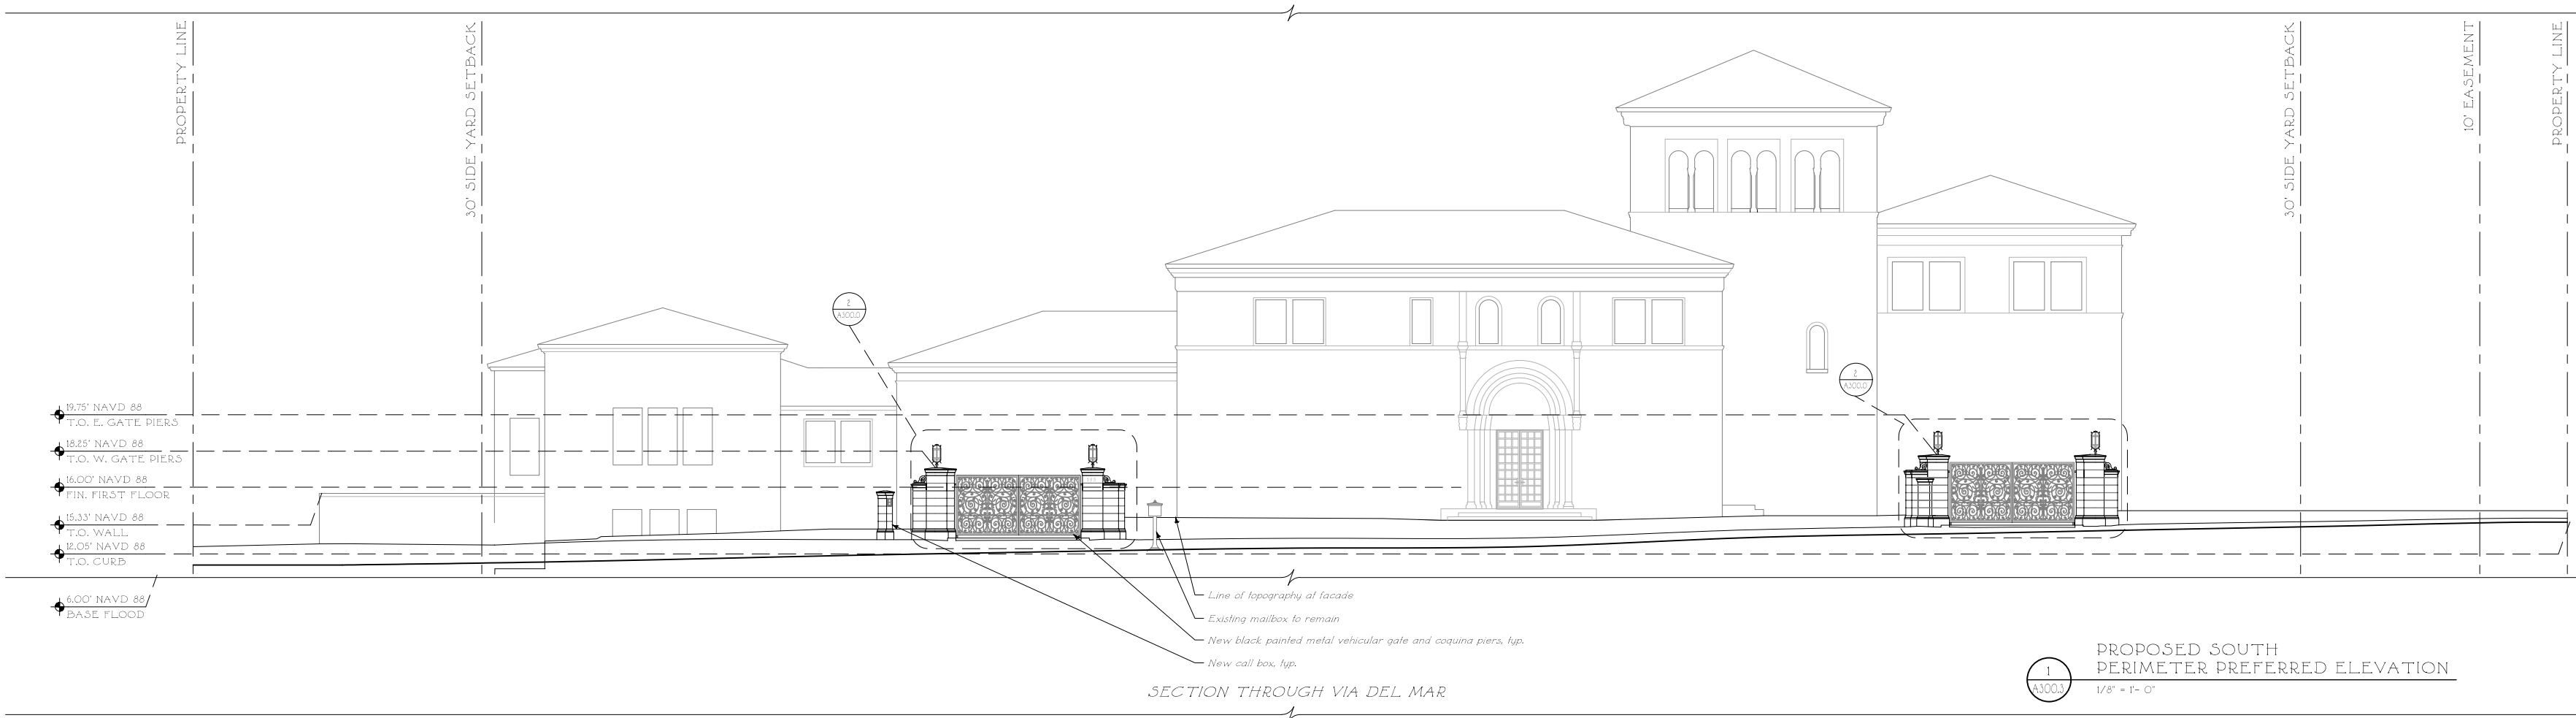 PROPERTY LINE
30' SIDE YARD SETBACK
30' SIDE YARD SETBACK
10' EASEMENT
PROPERTY LINE
2
A300.0
2
A300.0
19.75' NAVD 88
T.O. E. GATE PIERS
18.25' NAVD 88
T.O. W. GATE PIERS
16.00' NAVD 88
FIN. FIRST FLOOR
15.33' NAVD 88
T.O. WALL
12.05' NAVD 88
T.O. CURB
6.00' NAVD 88
BASE FLOOD
Line of topography at facade
Existing mailbox to remain
New black painted metal vehicular gate and coquina piers, typ.
New call box, typ.
SECTION THROUGH VIA DEL MAR
1
A300.3
PROPOSED SOUTH
PERIMETER PREFERRED ELEVATION
1/8" = 1'- 0"